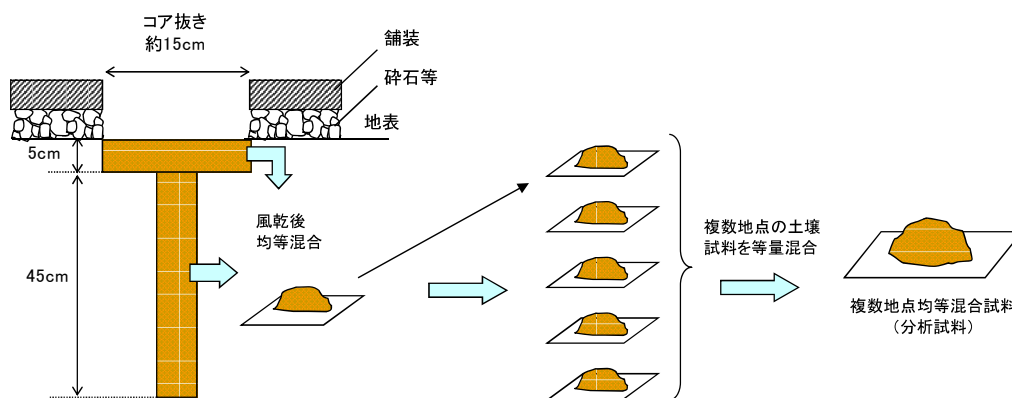 コア抜き
約15cm
舗装
砕石等
地表
5cm
45cm
風乾後
均等混合
複数地点の土壌
試料を等量混合
複数地点均等混合試料
（分析試料）